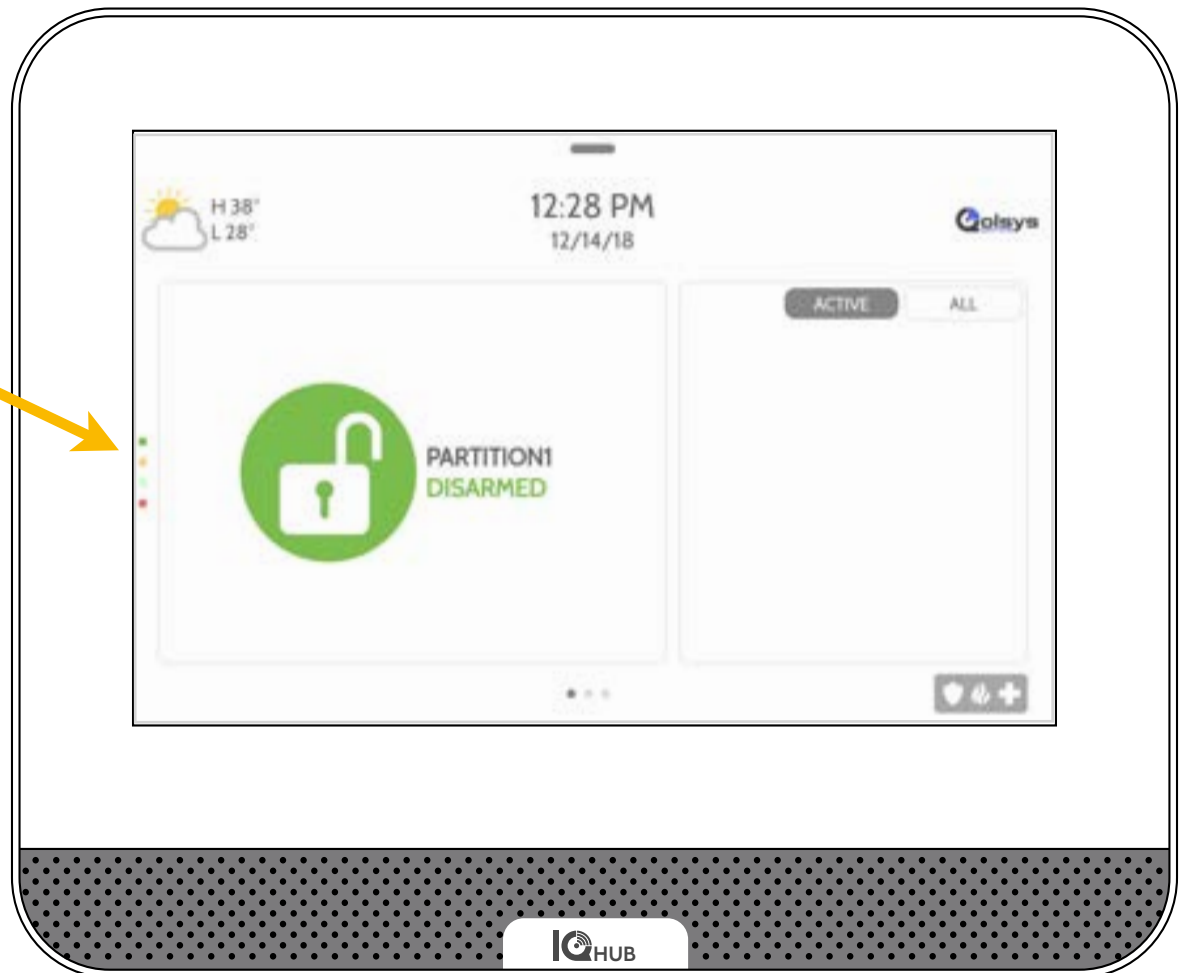 H 38°
L 28°
12:28 PM
12/14/18
Qolsys
ACTIVE
ALL
PARTITION1
DISARMED
IQ HUB